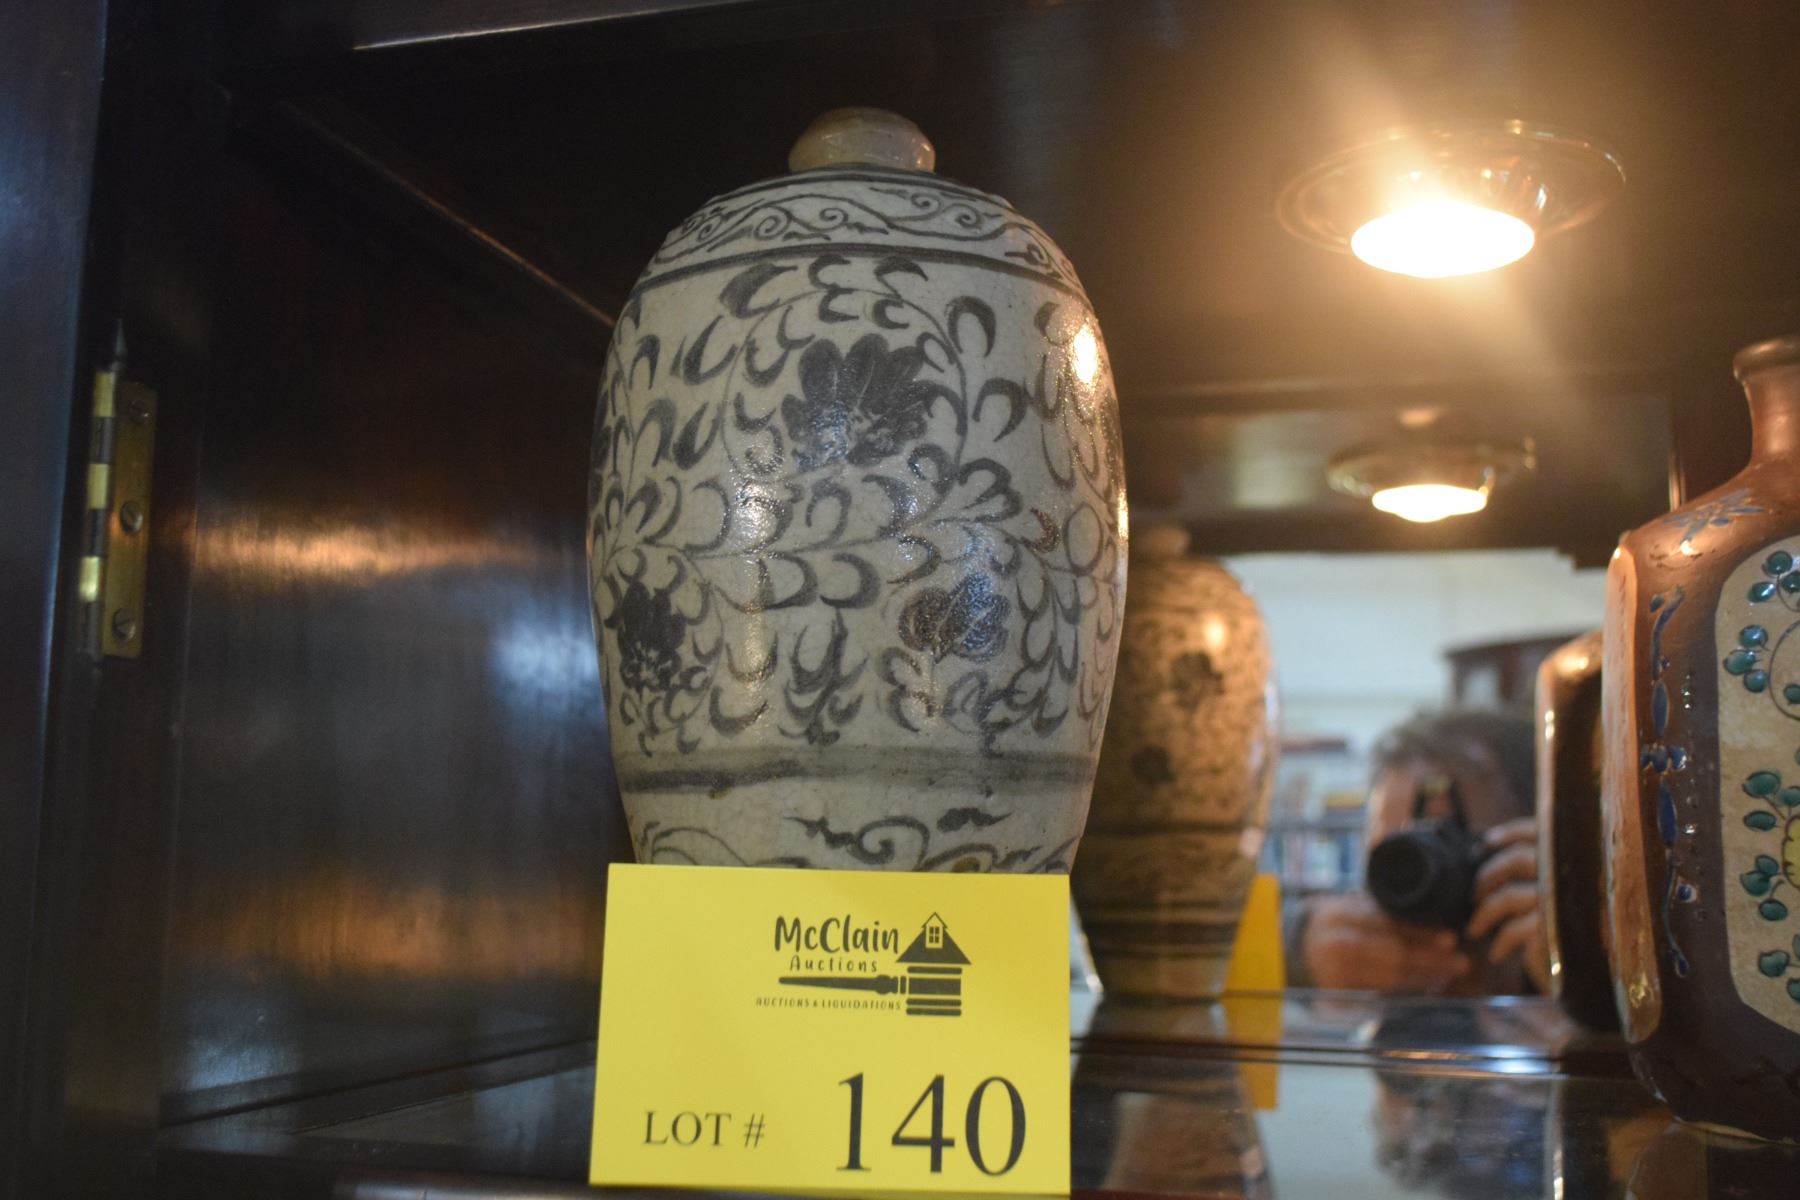 McClain
Auctions
AUCTIONS & LIQUIDATIONS
LOT # 140